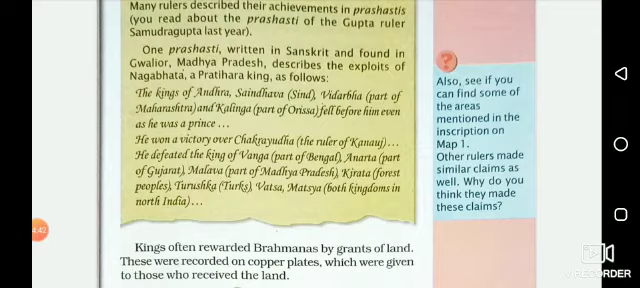 Many rulers described their achievements in prashastis
(you read about the prashasti of the Gupta ruler
Samudragupta last year).
One prashasti, written in Sanskrit and found in
Gwalior, Madhya Pradesh, describes the exploits of
Nagabhata, a Pratihara king, as follows:
The kings of Andhra, Saindhava (Sind), Vidarbha (part of
Maharashtra) and Kalinga (part of Orissa) fell before him even
as he was a prince …
He won a victory over Chakrayudha (the ruler of Kanauj)…
He defeated the king of Vanga (part of Bengal), Anarta (part
of Gujarat), Malava (part of Madhya Pradesh), Kirata (forest
peoples), Turushka (Turks), Vatsa, Matsya (both kingdoms in
north India)…
Kings often rewarded Brahmanas by grants of land.
These were recorded on copper plates, which were given
to those who received the land.
?
Also, see if you
can find some of
the areas
mentioned in the
inscription on
Map 1.
Other rulers made
similar claims as
well. Why do you
think they made
these claims?
4:42
RECORDER